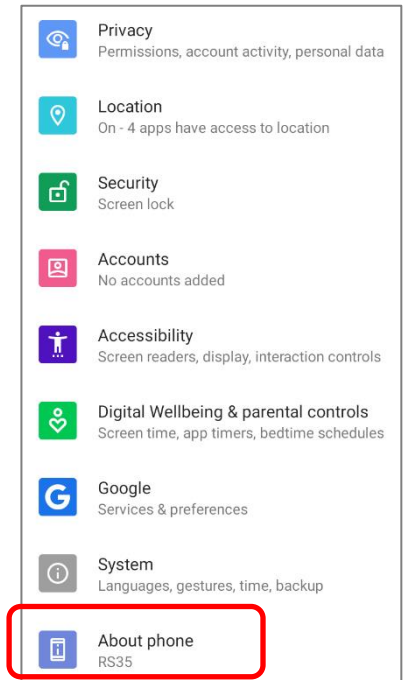 Privacy
Permissions, account activity, personal data
Location
On - 4 apps have access to location
Security
Screen lock
Accounts
No accounts added
Accessibility
Screen readers, display, interaction controls
Digital Wellbeing & parental controls
Screen time, app timers, bedtime schedules
Google
Services & preferences
System
Languages, gestures, time, backup
About phone
RS35